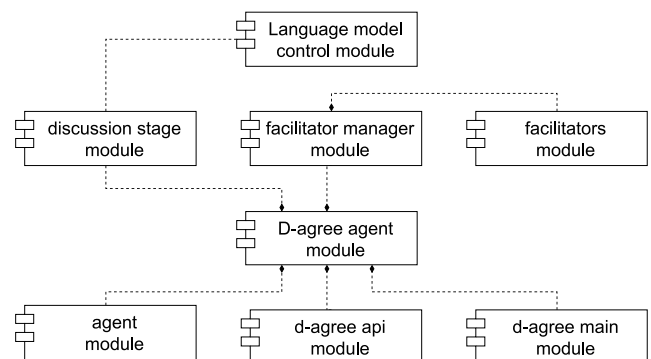 Language model
control module
discussion stage
module
facilitator manager
module
facilitators
module
D-agree agent
module
agent
module
d-agree api
module
d-agree main
module